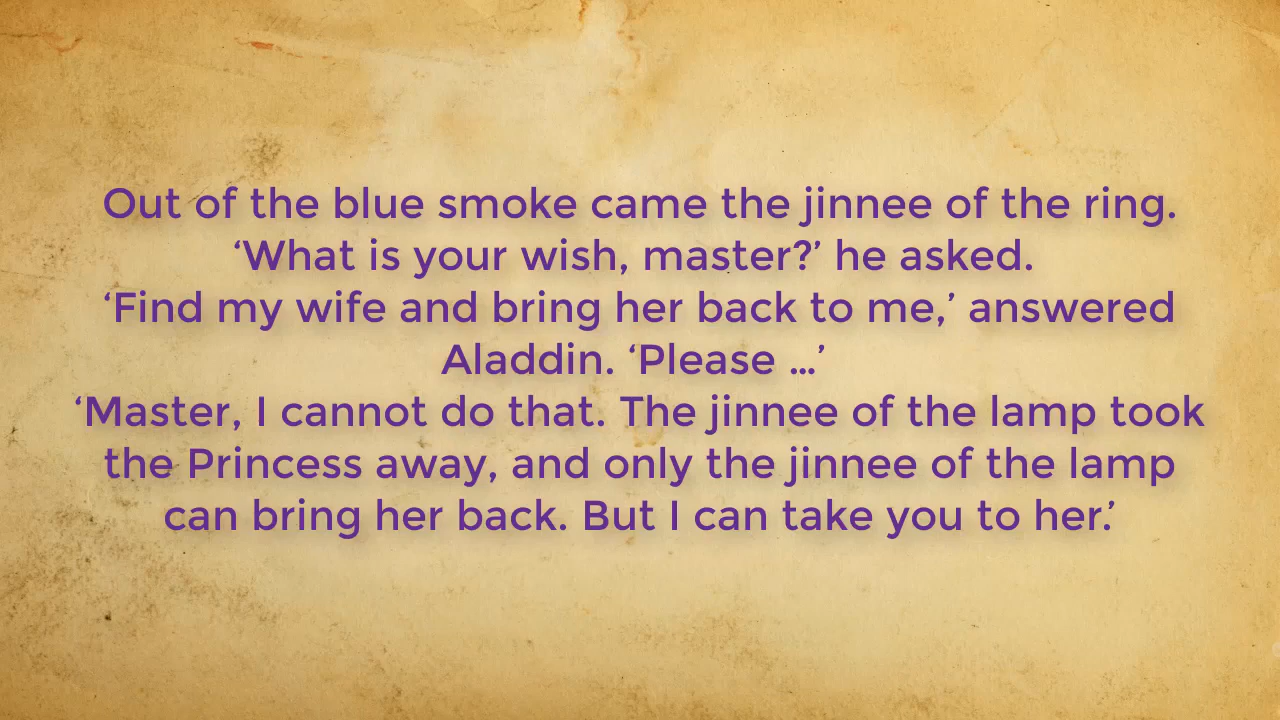 Out of the blue smoke came the jinnee of the ring.
‘What is your wish, master?’ he asked.
‘Find my wife and bring her back to me,’ answered
Aladdin. ‘Please ...’
‘Master, I cannot do that. The jinnee of the lamp took
the Princess away, and only the jinnee of the lamp
can bring her back. But I can take you to her.’